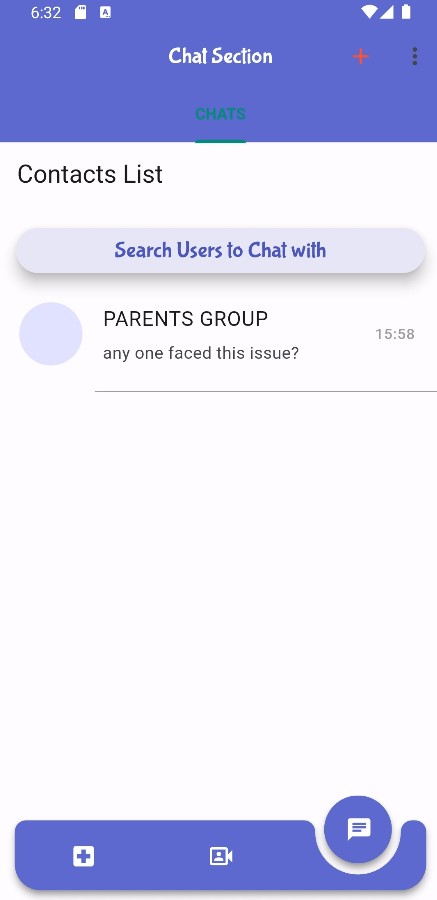 6:32
Chat Section
CHATS
Contacts List
Search Users to Chat with
PARENTS GROUP
15:58
any one faced this issue?